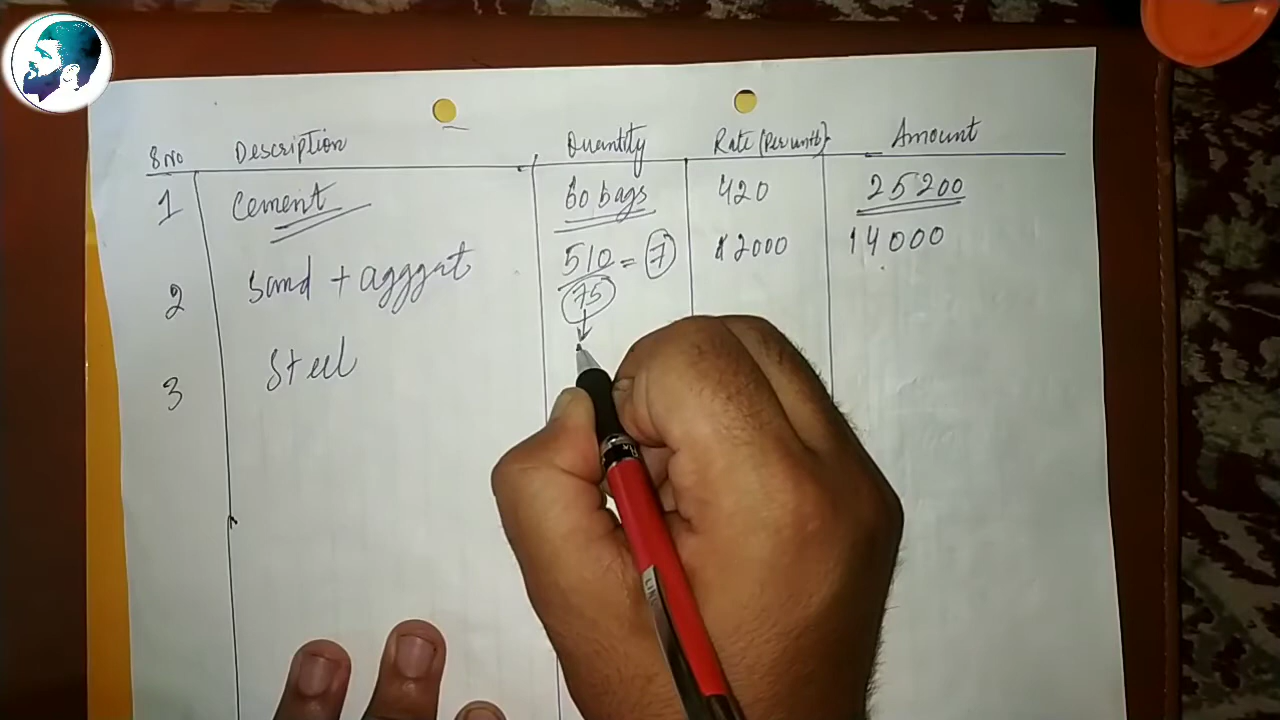 S no Description Quantity Rate (Per unit) Amount
1 Cement 60 bags 420 25200
2 Sand + agggat 510 / 75 = 7 2000 14000
3 Steel